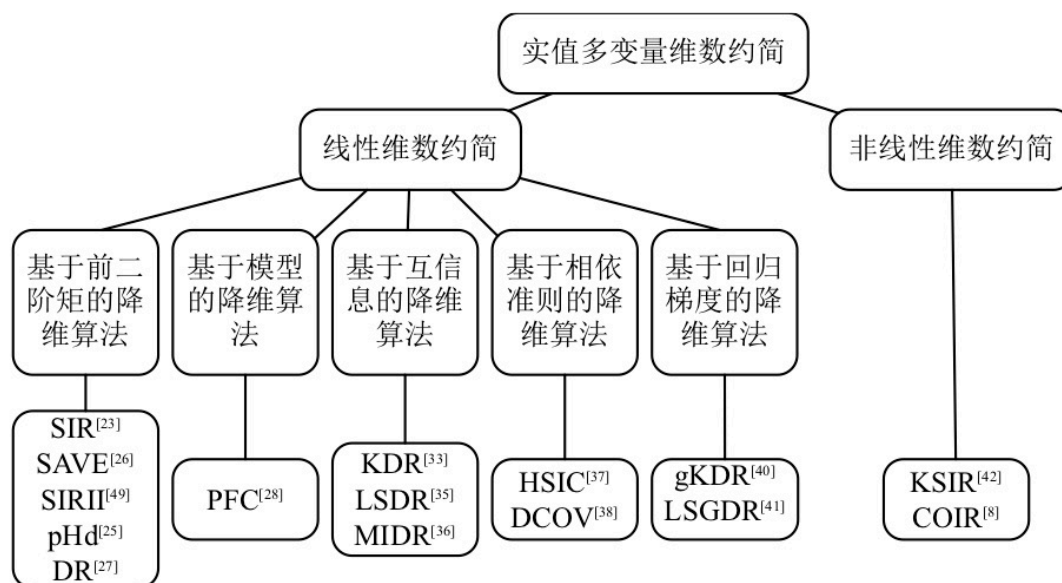 实值多变量维数约简
线性维数约简
非线性维数约简
基于前二
阶矩的降
维算法
基于模型
的降维算
法
基于互信
息的降维
算法
基于相依
准则的降
维算法
基于回归
梯度的降
维算法
SIR[23]
SAVE[26]
SIRII[49]
pHd[25]
DR[27]
PFC[28]
KDR[33]
LSDR[35]
MIDR[36]
HSIC[37]
DCOV[38]
gKDR[40]
LSGDR[41]
KSIR[42]
COIR[8]